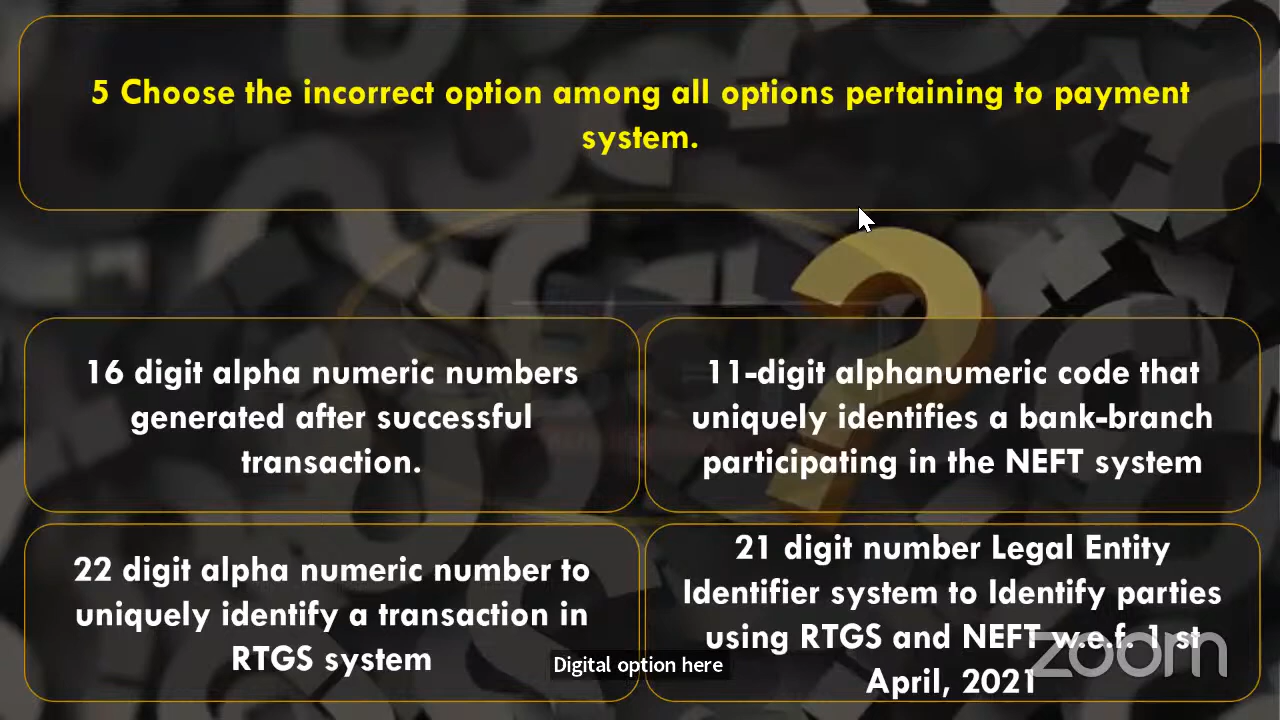 5 Choose the incorrect option among all options pertaining to payment
system.
16 digit alpha numeric numbers
generated after successful
transaction.
11-digit alphanumeric code that
uniquely identifies a bank-branch
participating in the NEFT system
22 digit alpha numeric number to
uniquely identify a transaction in
RTGS system
21 digit number Legal Entity
Identifier system to Identify parties
using RTGS and NEFT w.e.f. 1 st
April, 2021
Digital option here
zoom